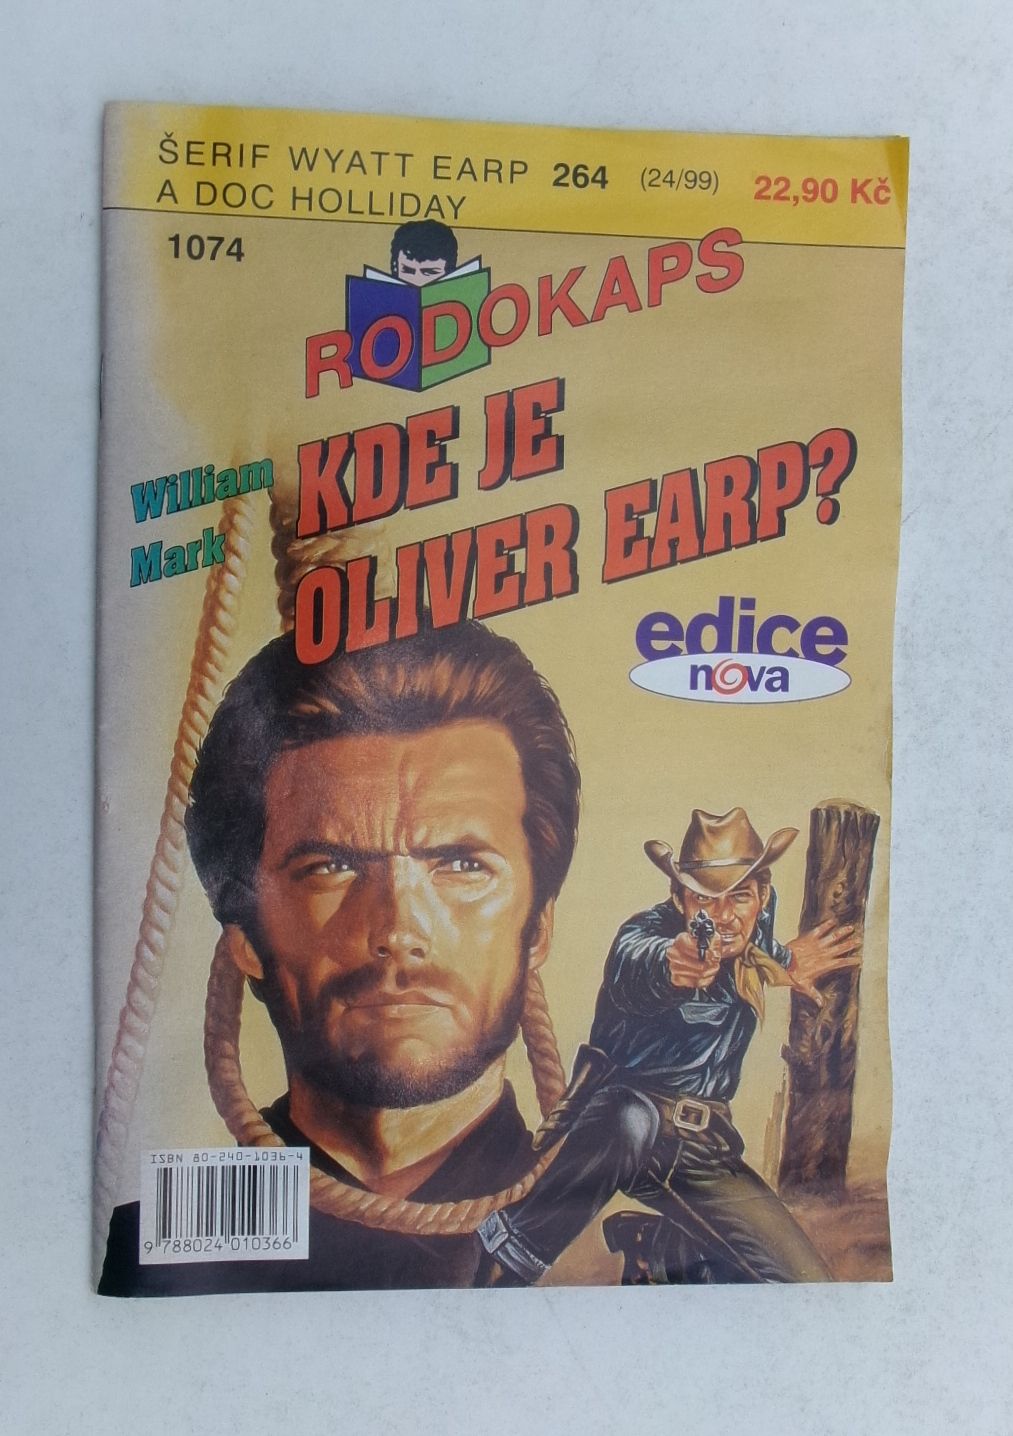 ŠERIF WYATT EARP 264 (24/99) 22,90 Kč
A DOC HOLLIDAY
1074
RODOKAPS
William
Mark
KDE JE
OLIVER EARP?
edice
nova
ISBN 80-240-1036-4
9 788024 010366